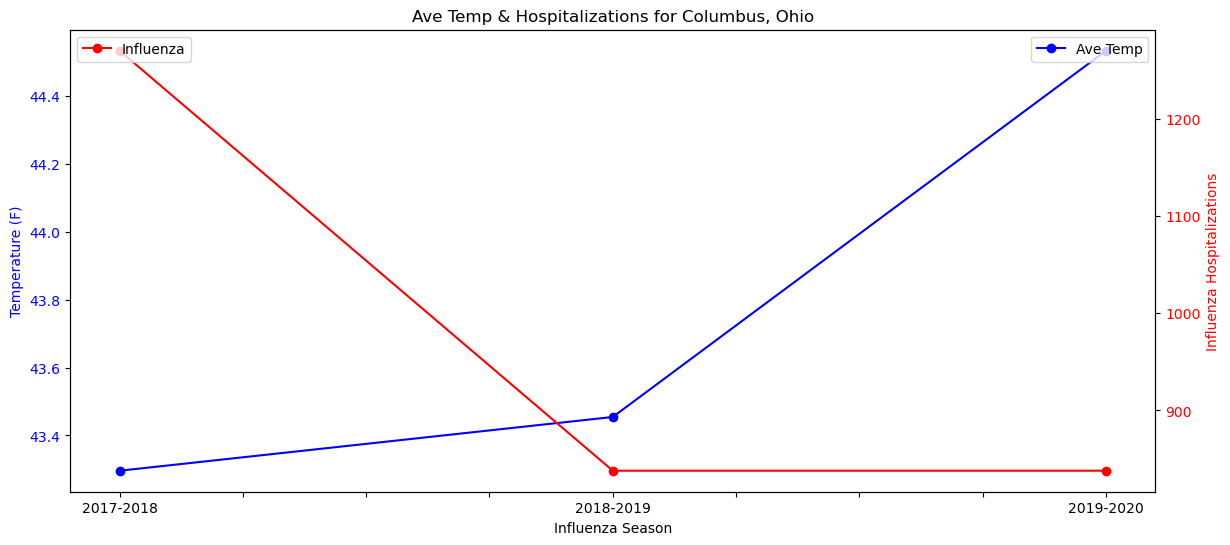 Ave Temp & Hospitalizations for Columbus, Ohio
Influenza
Ave Temp
Temperature (F)
44.4
44.2
44.0
43.8
43.6
43.4
1200
1100
1000
900
Influenza Hospitalizations
2017-2018
2018-2019
2019-2020
Influenza Season